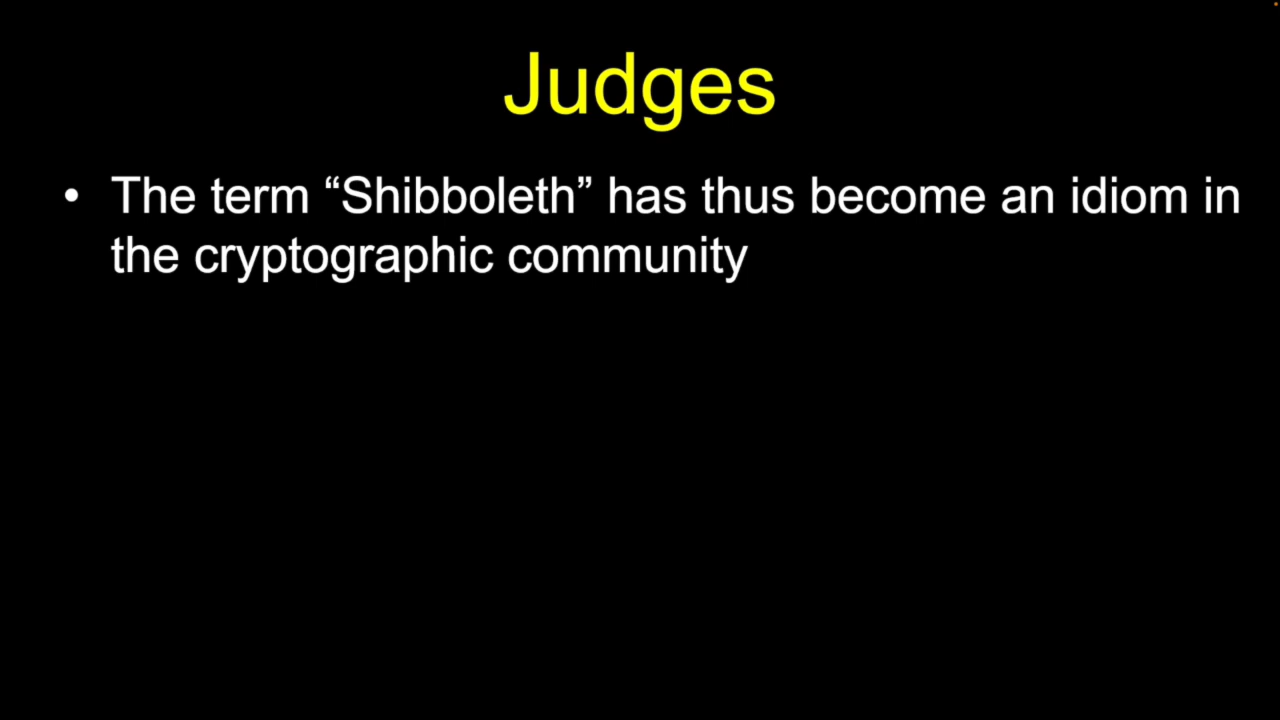 Judges
• The term “Shibboleth” has thus become an idiom in
the cryptographic community